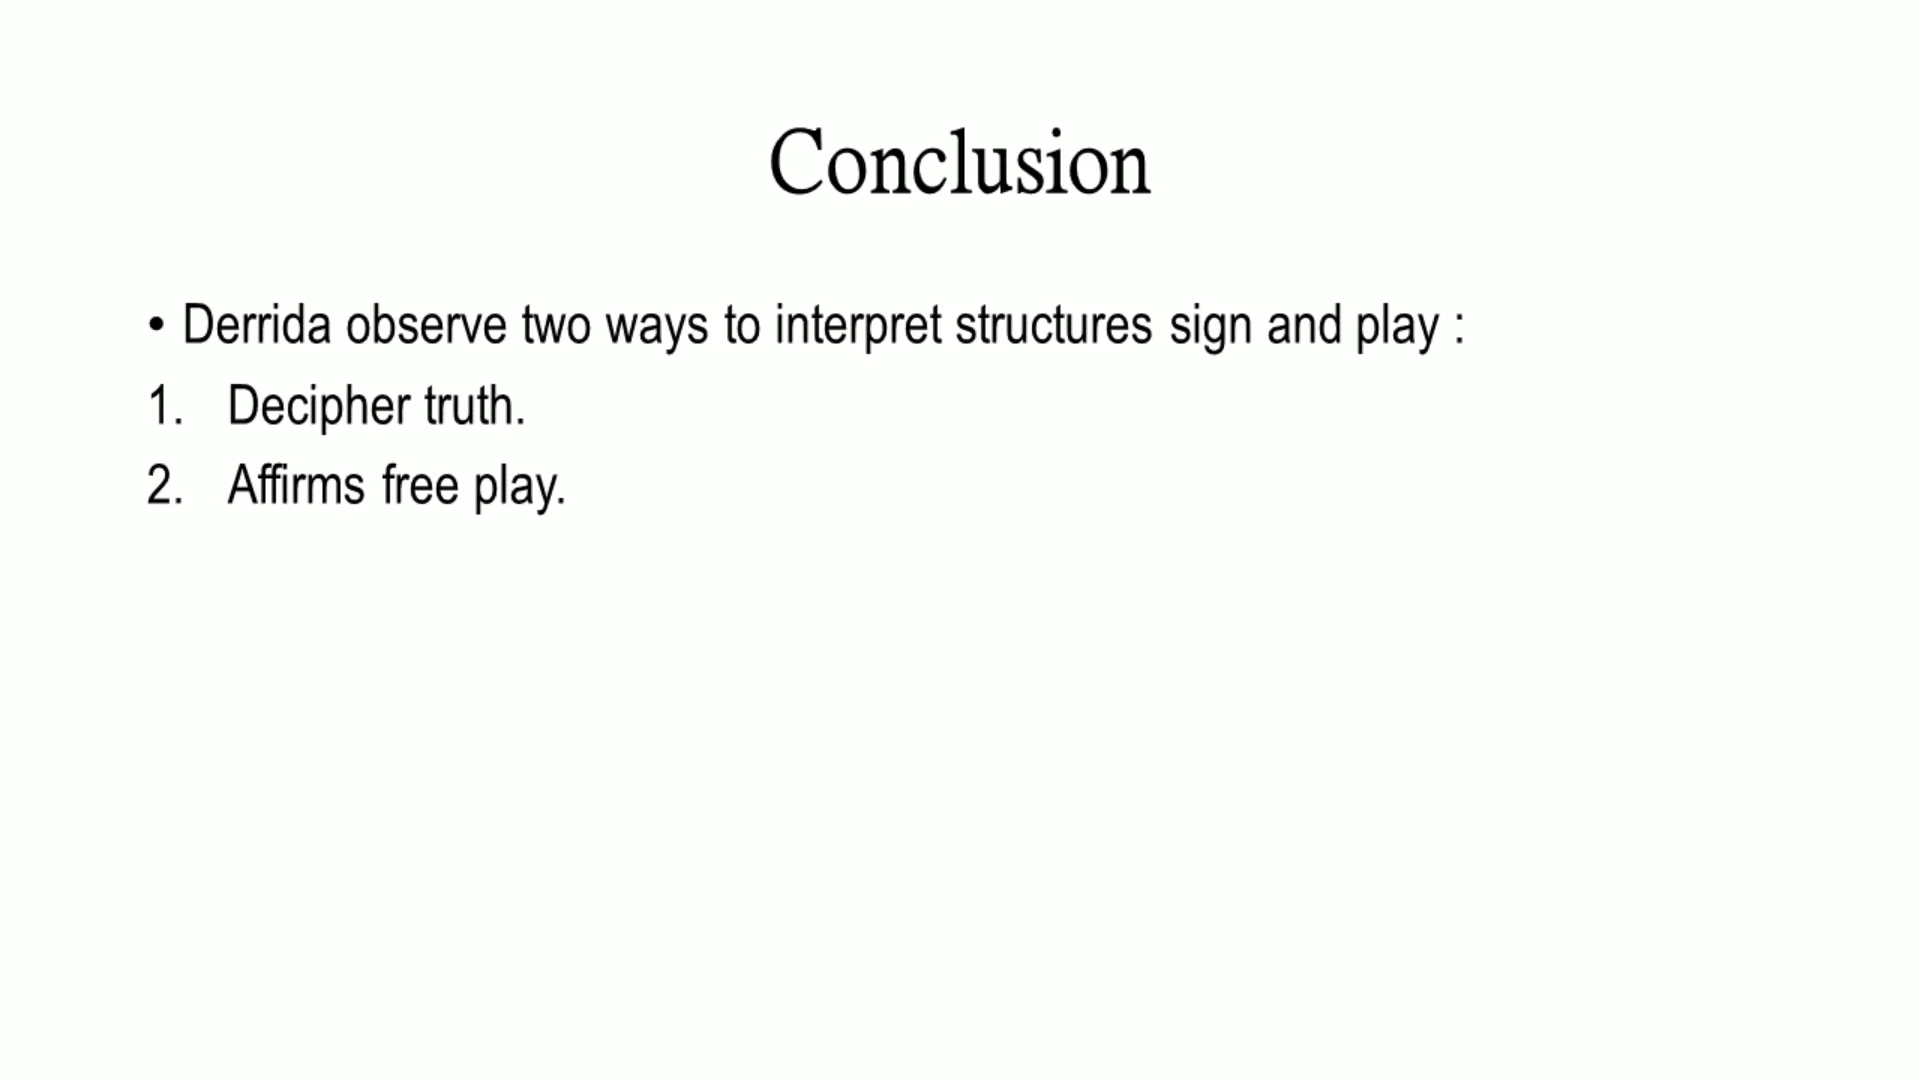 Conclusion
• Derrida observe two ways to interpret structures sign and play :
1. Decipher truth.
2. Affirms free play.